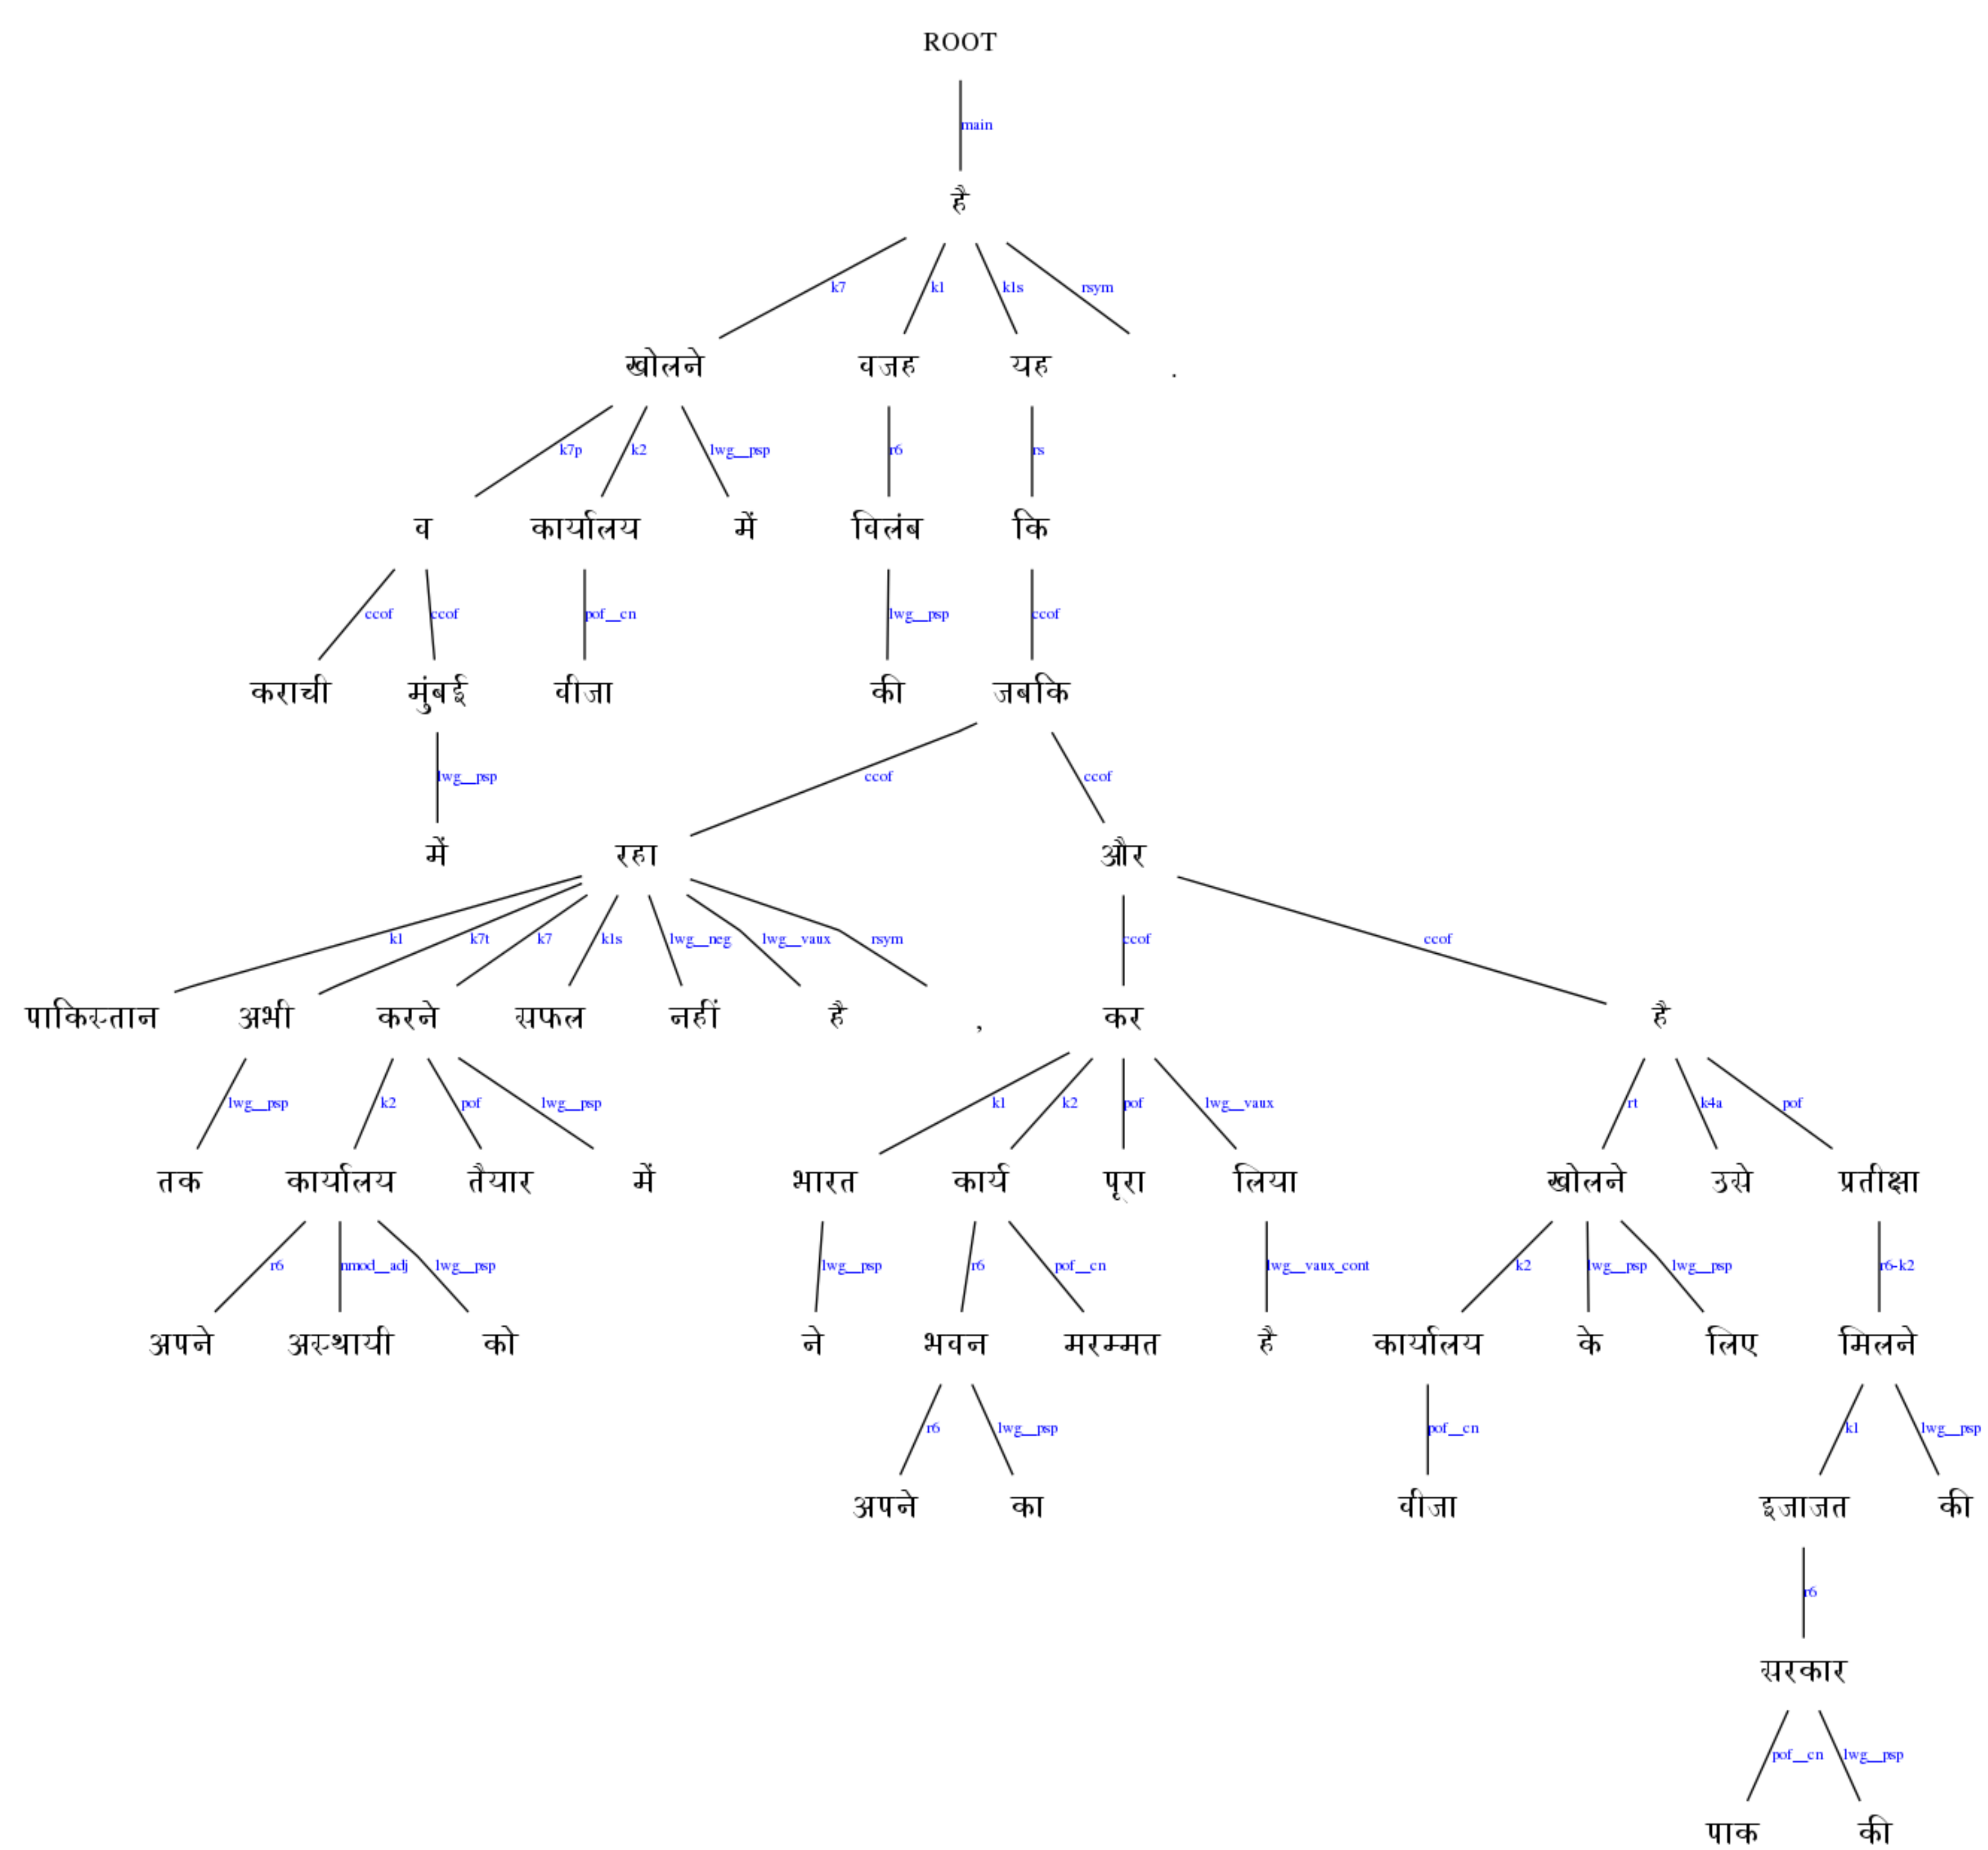 ROOT
main
है
k7 k1 k1s rsym
खोलने वजह यह .
k7p k2 lwg__psp r6 rs
व कार्यालय में विलंब कि
ccof ccof pof__cn lwg__psp ccof
कराची मुंबई वीजा की जबकि
lwg__psp ccof ccof
में रहा और
k1 k7t k7 k1s lwg__neg lwg__vaux rsym ccof ccof
पाकिस्तान अभी करने सफल नहीं है , कर है
lwg__psp k2 pof lwg__psp k1 k2 pof lwg__vaux rt k4a pof
तक कार्यालय तैयार में भारत कार्य पूरा लिया खोलने उसे प्रतीक्षा
r6 nmod__adj lwg__psp lwg__psp r6 pof__cn lwg__vaux_cont k2 lwg__psp lwg__psp r6-k2
अपने अस्थायी को ने भवन मरम्मत है कार्यालय के लिए मिलने
r6 lwg__psp pof__cn k1 lwg__psp
अपने का वीजा इजाजत की
r6
सरकार
pof__cn lwg__psp
पाक की